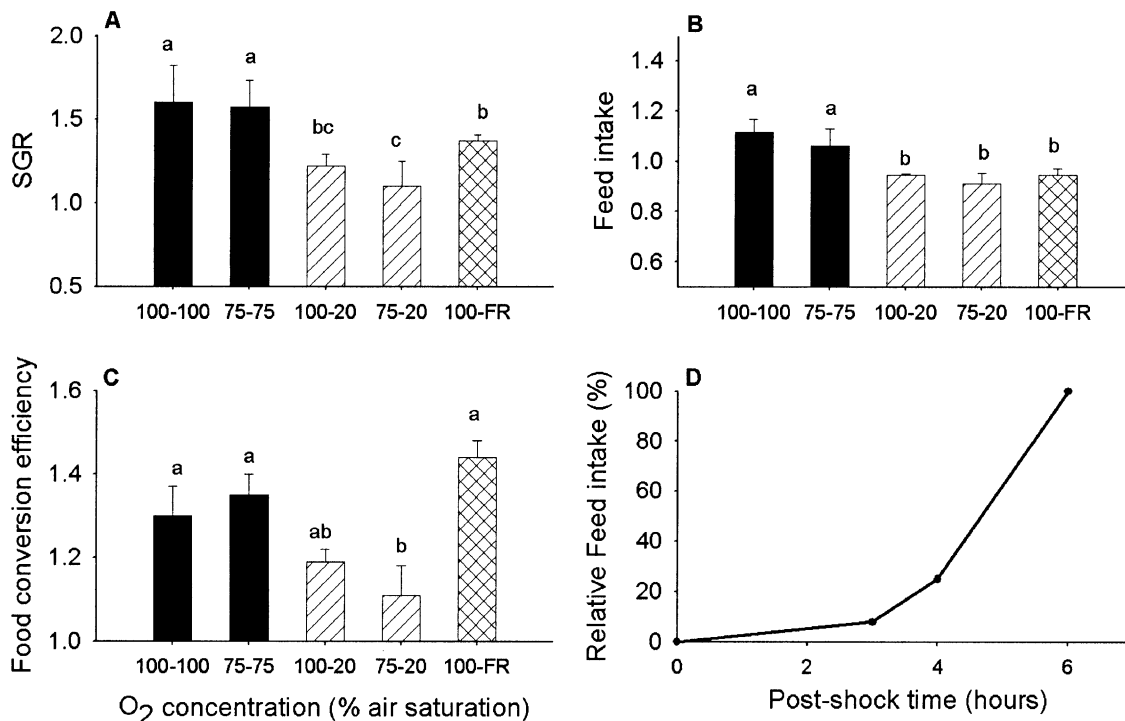 A
SGR
2.0
1.5
1.0
0.5
a
a
bc
c
b
100-100 75-75 100-20 75-20 100-FR
B
Feed intake
1.4
1.2
1.0
0.8
0.6
a
a
b
b
b
100-100 75-75 100-20 75-20 100-FR
C
Food conversion efficiency
1.6
1.4
1.2
1.0
a
a
ab
b
a
100-100 75-75 100-20 75-20 100-FR
O2 concentration (% air saturation)
D
Relative Feed intake (%)
100
80
60
40
20
0
0 2 4 6
Post-shock time (hours)